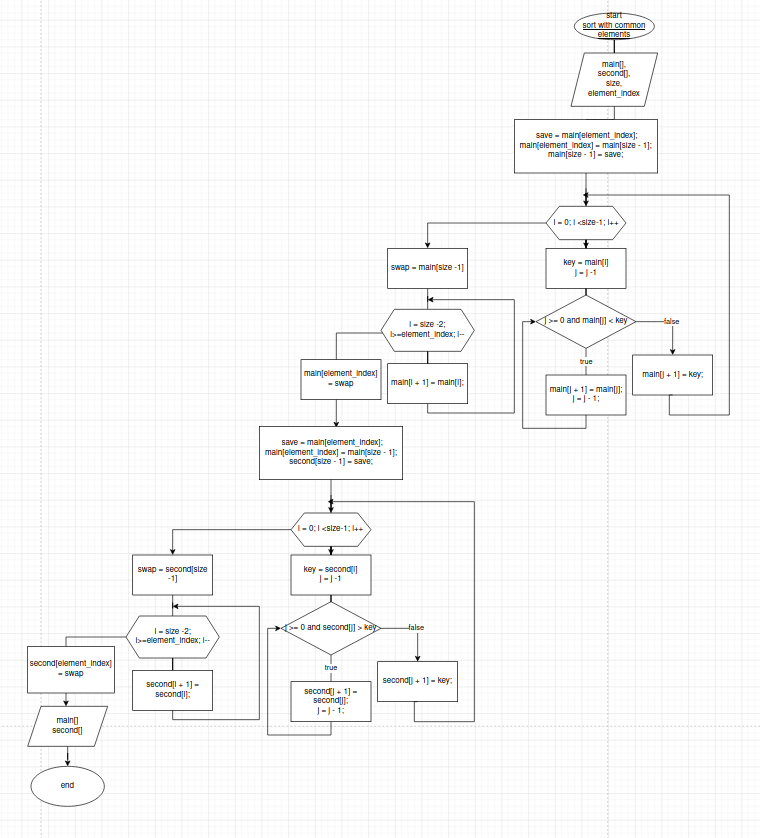 start
sort with common
elements
main[],
second[],
size,
element_index
save = main[element_index];
main[element_index] = main[size - 1];
main[size - 1] = save;
i = 0; i <size-1; i++
swap = main[size -1]
key = main[i]
j = j -1
i = size -2;
i>=element_index; i--
j >= 0 and main[j] < key
false
main[element_index]
= swap
main[i + 1] = main[i];
true
main[j + 1] = key;
main[j + 1] = main[j];
j = j - 1;
save = main[element_index];
main[element_index] = main[size - 1];
second[size - 1] = save;
i = 0; i <size-1; i++
swap = second[size
-1]
key = second[i]
j = j -1
i = size -2;
i>=element_index; i--
j >= 0 and second[j] > key
false
second[element_index]
= swap
second[i + 1] =
second[i];
true
second[j + 1] = key;
second[j + 1] =
second[j];
j = j - 1;
main[]
second[]
end